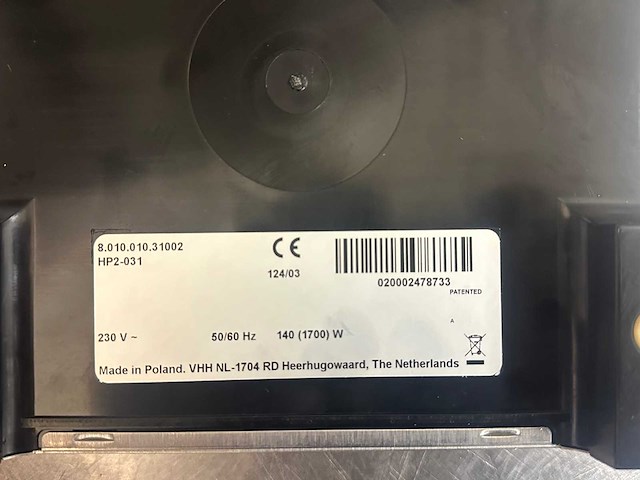 8.010.010.31002
HP2-031
CE
124/03
020002478733
PATENTED
A
230 V ~ 50/60 Hz 140 (1700) W
Made in Poland. VHH NL-1704 RD Heerhugowaard, The Netherlands